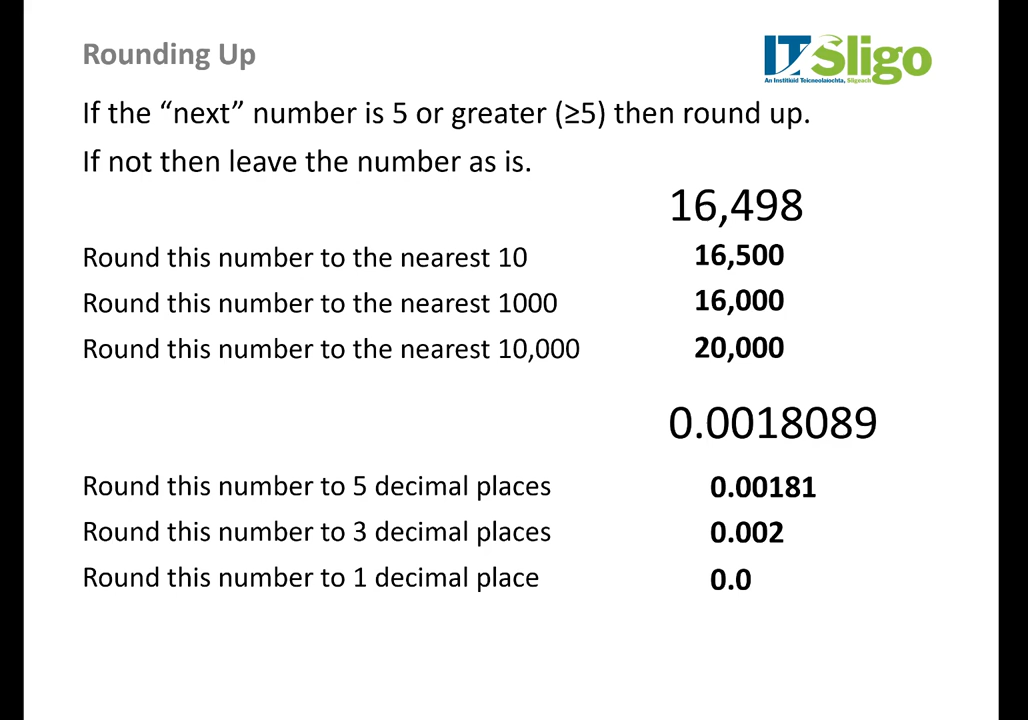 Rounding Up
ITSligo
An Institiúid Teicneolaíochta, Sligeach
If the “next” number is 5 or greater (≥5) then round up.
If not then leave the number as is.
16,498
Round this number to the nearest 10 16,500
Round this number to the nearest 1000 16,000
Round this number to the nearest 10,000 20,000
0.0018089
Round this number to 5 decimal places 0.00181
Round this number to 3 decimal places 0.002
Round this number to 1 decimal place 0.0